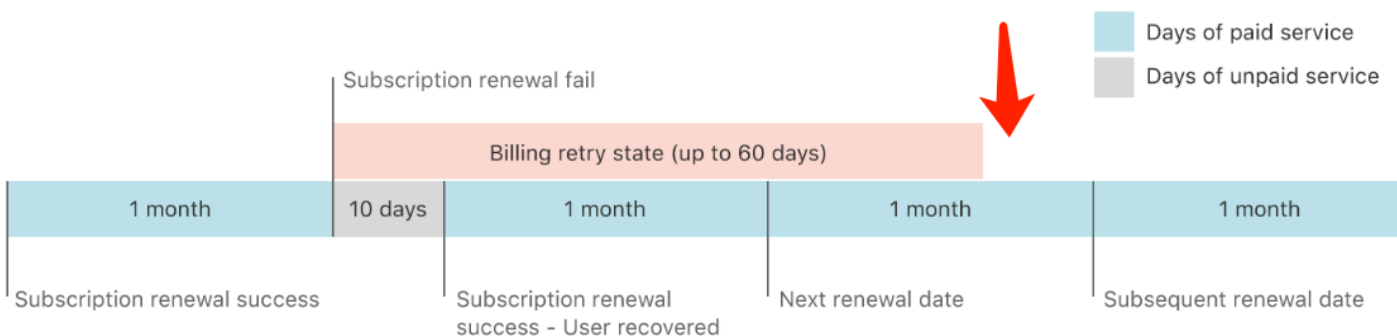 Days of paid service
Days of unpaid service
Subscription renewal fail
Billing retry state (up to 60 days)
1 month
10 days
1 month
1 month
1 month
Subscription renewal success
Subscription renewal
success - User recovered
Next renewal date
Subsequent renewal date